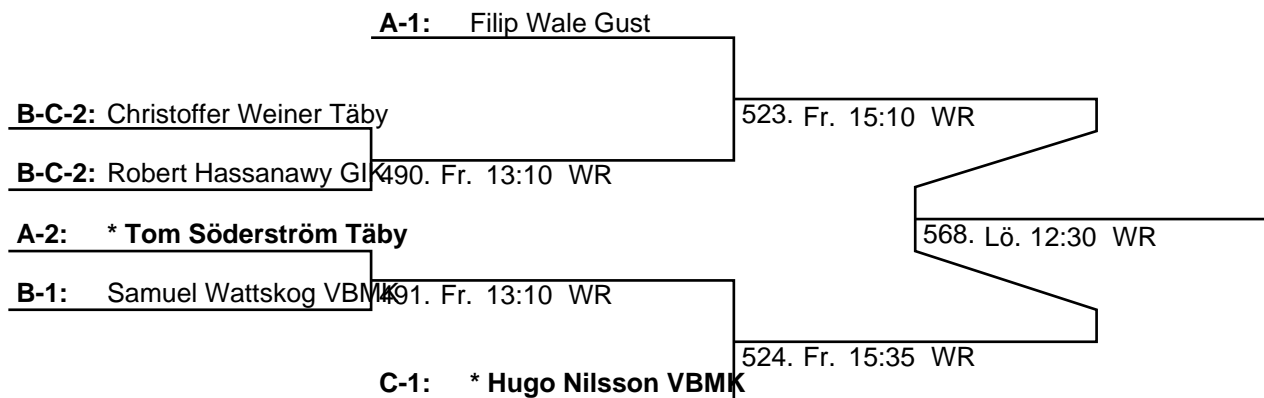 A-1: Filip Wale Gust
B-C-2: Christoffer Weiner Täby
523. Fr. 15:10 WR
B-C-2: Robert Hassanawy GIK
490. Fr. 13:10 WR
A-2: * Tom Söderström Täby
568. Lö. 12:30 WR
B-1: Samuel Wattskog VBMK
491. Fr. 13:10 WR
524. Fr. 15:35 WR
C-1: * Hugo Nilsson VBMK